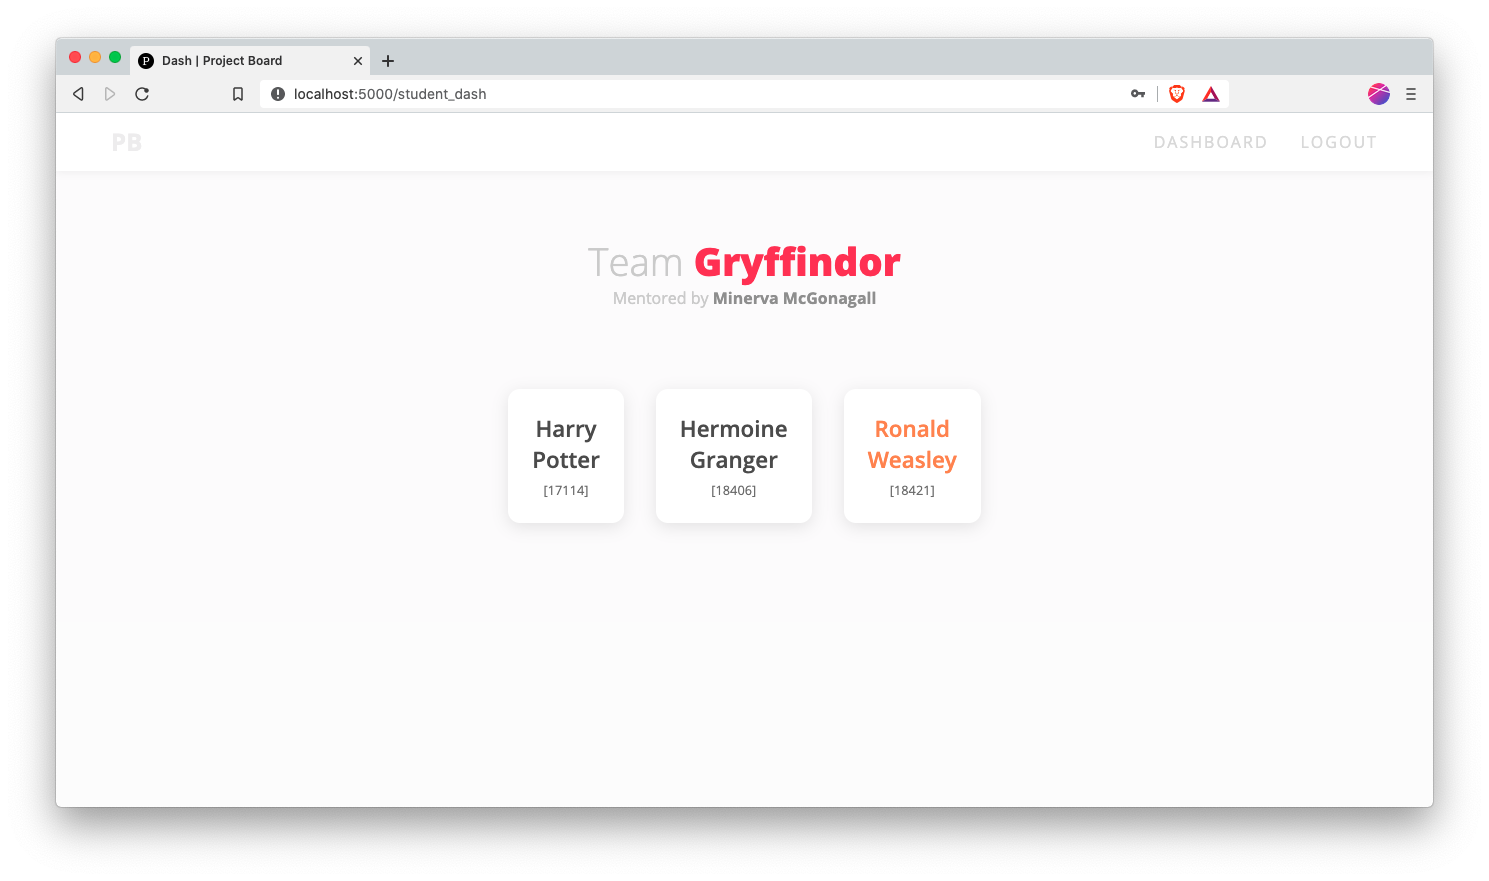 Dash | Project Board
localhost:5000/student_dash
PB
DASHBOARD LOGOUT
Team Gryffindor
Mentored by Minerva McGonagall
Harry
Potter
[17114]
Hermoine
Granger
[18406]
Ronald
Weasley
[18421]